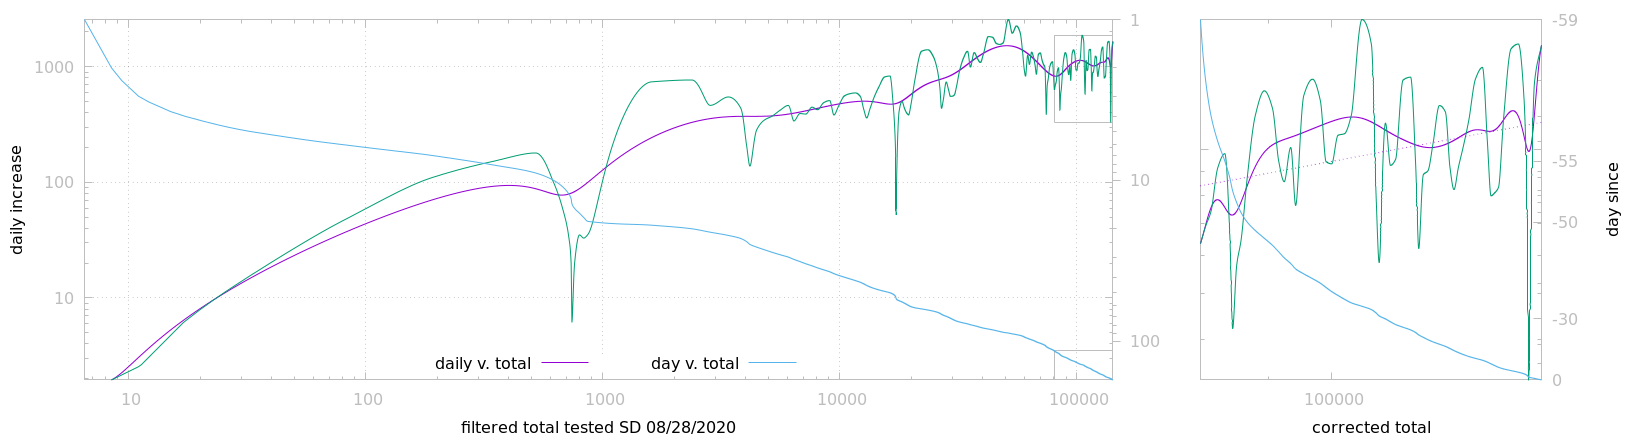 1000
100
10
daily increase
10
100
1000
10000
100000
1
10
100
daily v. total
day v. total
filtered total tested SD 08/28/2020
-59
-55
-50
-30
0
day since
100000
corrected total